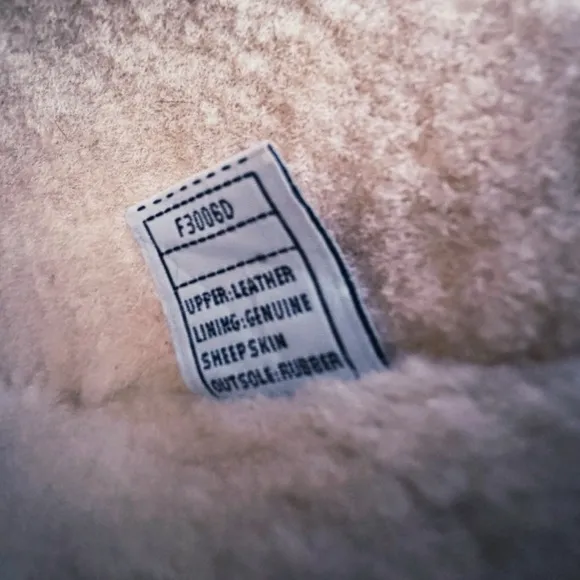 F3006D
UPPER:LEATHER
LINING:GENUINE
SHEEPSKIN
OUTSOLE:RUBBER